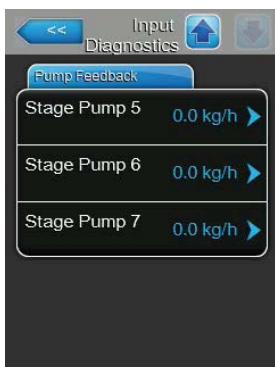 << Input
Diagnostics
Pump Feedback
Stage Pump 5 0.0 kg/h
Stage Pump 6 0.0 kg/h
Stage Pump 7 0.0 kg/h